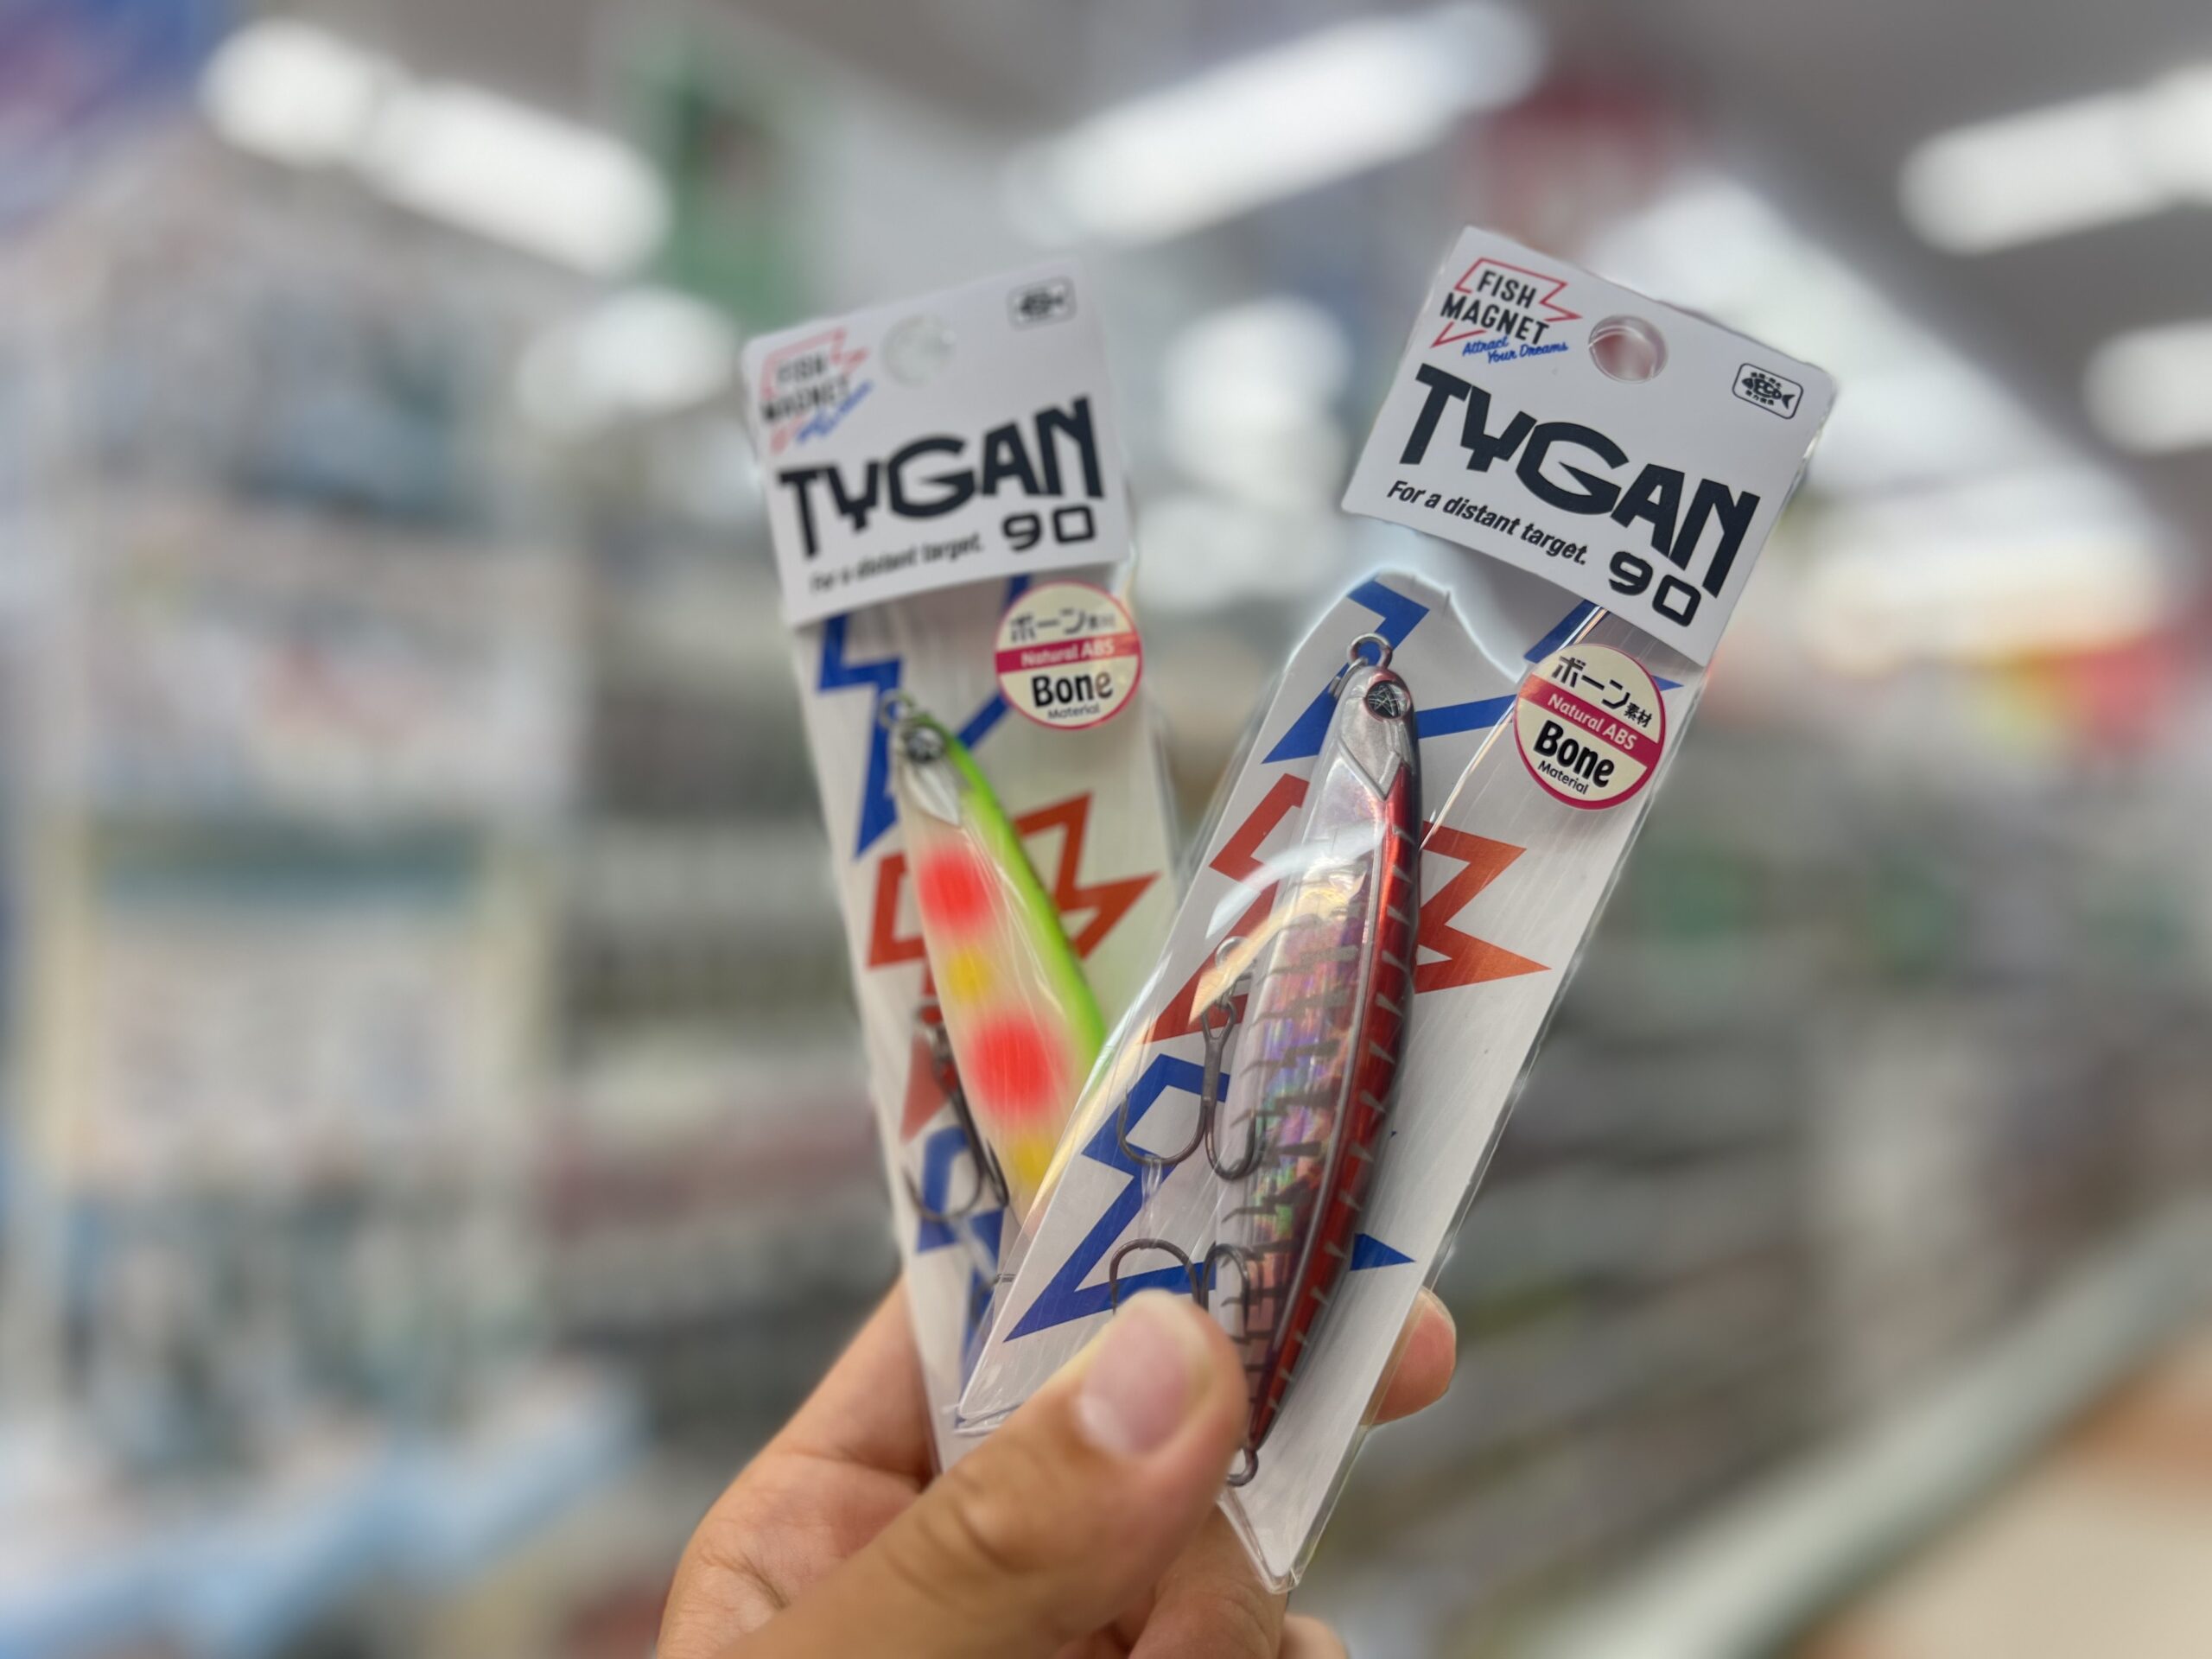 FISH
MAGNET
TYGAN
For a distant target. 90
ボーン素材
Natural ABS
Bone
Material
FISH
MAGNET
Attract
Your Dreams
ECO
TYGAN
For a distant target. 90
ボーン素材
Natural ABS
Bone
Material